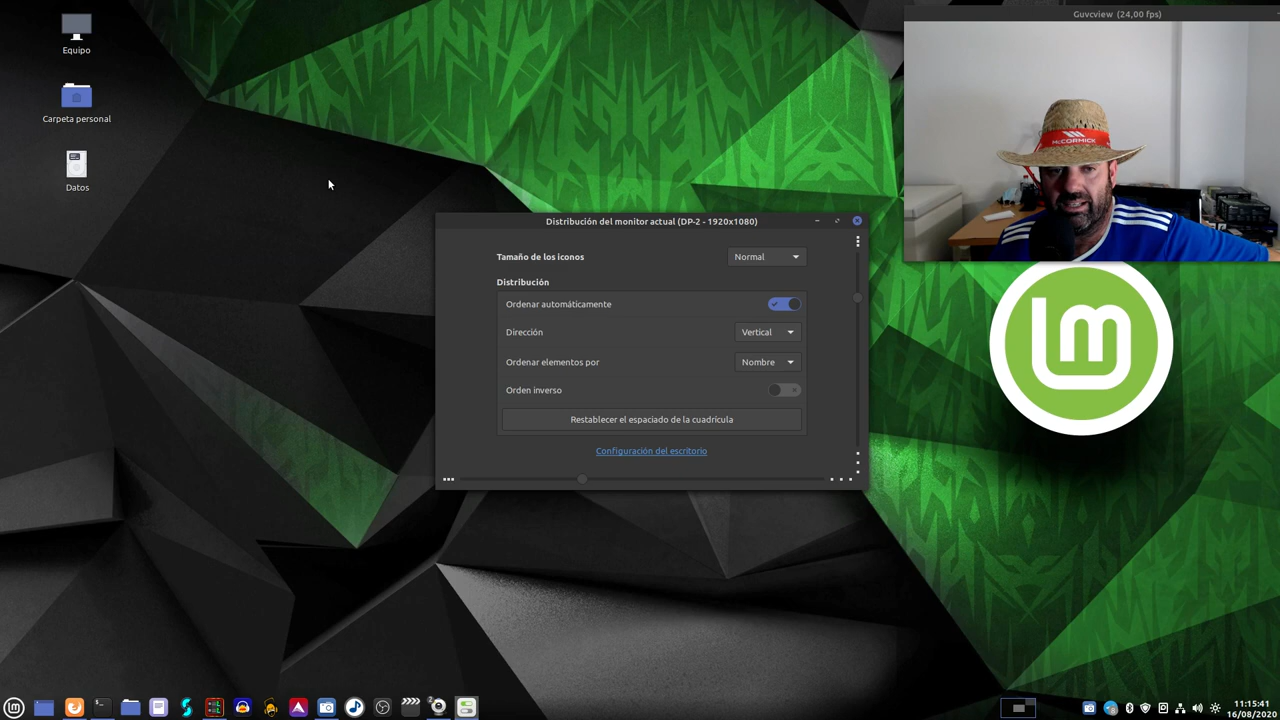 Equipo
Carpeta personal
Datos
Guvcview (24,00 fps)
McCORMICK
Distribución del monitor actual (DP-2 - 1920x1080)
Tamaño de los iconos
Normal
Distribución
Ordenar automáticamente
Dirección
Vertical
Ordenar elementos por
Nombre
Orden inverso
Restablecer el espaciado de la cuadrícula
Configuración del escritorio
11:15:41
16/08/2020